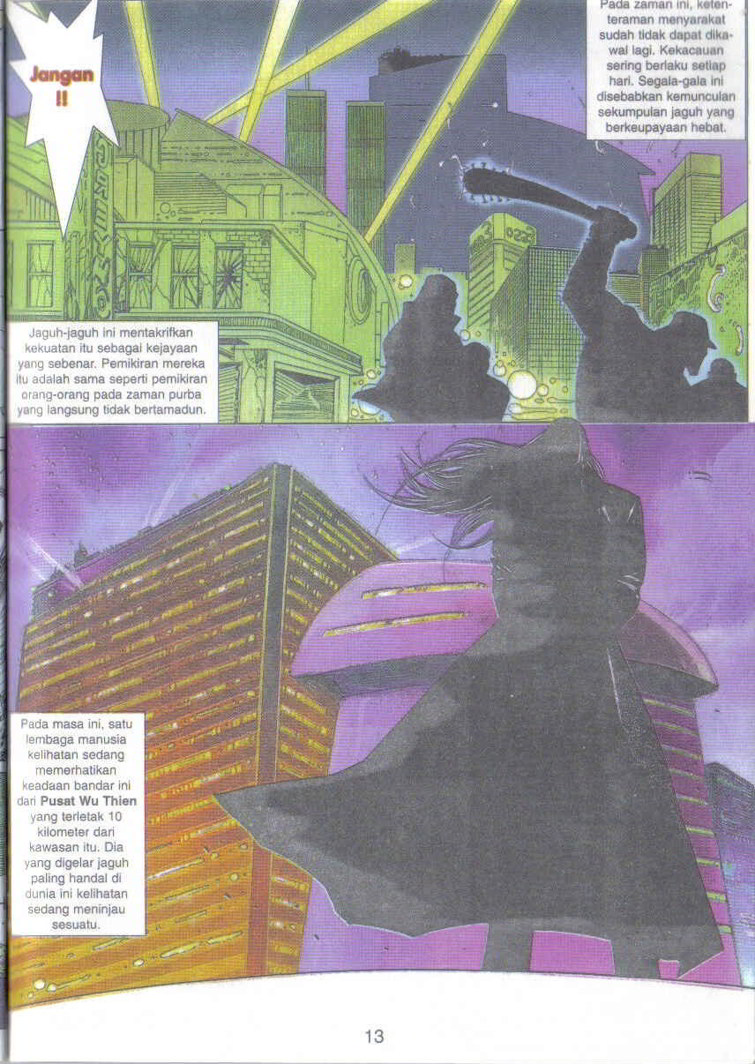 Jangan
!!
Pada zaman ini, keten-
teraman menyarakat
sudah tidak dapat dika-
wal lagi. Kekacauan
sering berlaku setiap
hari. Segala-gala ini
disebabkan kemunculan
sekumpulan jaguh yang
berkeupayaan hebat.
Jaguh-jaguh ini mentakrifkan
kekuatan itu sebagai kejayaan
yang sebenar. Pemikiran mereka
itu adalah sama seperti pemikiran
orang-orang pada zaman purba
yang langsung tidak bertamadun.
Pada masa ini, satu
lembaga manusia
kelihatan sedang
memerhatikan
keadaan bandar ini
dari Pusat Wu Thien
yang terletak 10
kilometer dari
kawasan itu. Dia
yang digelar jaguh
paling handal di
dunia ini kelihatan
sedang meninjau
sesuatu.
13